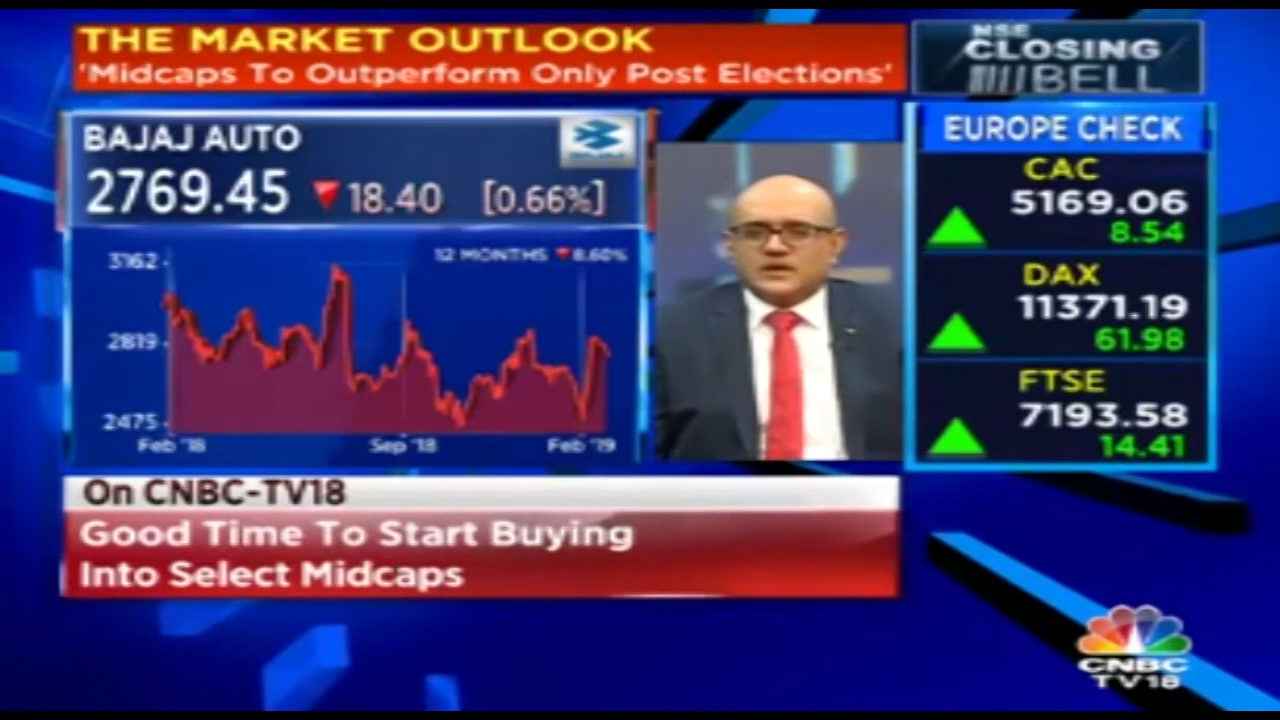 THE MARKET OUTLOOK
'Midcaps To Outperform Only Post Elections'
NSE
CLOSING
BELL
BAJAJ AUTO
2769.45 ▼ 18.40 [0.66%]
12 MONTHS ▼ 8.60%
3162
2819
2475
Feb '18 Sep '18 Feb '19
EUROPE CHECK
CAC
5169.06
8.54
DAX
11371.19
61.98
FTSE
7193.58
14.41
On CNBC-TV18
Good Time To Start Buying
Into Select Midcaps
CNBC
TV18